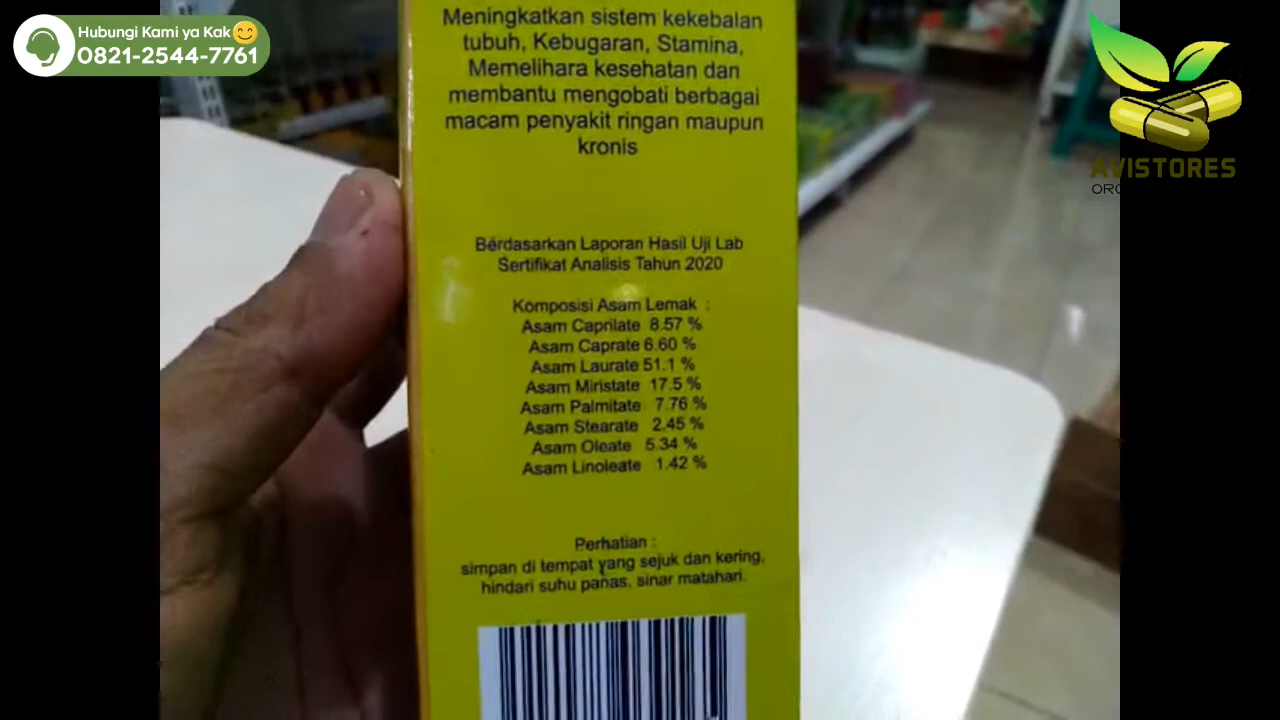 Hubungi Kami ya Kak😊
0821-2544-7761
AVISTORES
Meningkatkan sistem kekebalan
tubuh, Kebugaran, Stamina,
Memelihara kesehatan dan
membantu mengobati berbagai
macam penyakit ringan maupun
kronis
Berdasarkan Laporan Hasil Uji Lab
Sertifikat Analisis Tahun 2020
Komposisi Asam Lemak :
Asam Caprilate 8.57 %
Asam Caprate 6.60 %
Asam Laurate 51.1 %
Asam Miristate 17.5 %
Asam Palmitate 7.76 %
Asam Stearate 2.45 %
Asam Oleate 5.34 %
Asam Linoleate 1.42 %
Perhatian :
simpan di tempat yang sejuk dan kering,
hindari suhu panas, sinar matahari.